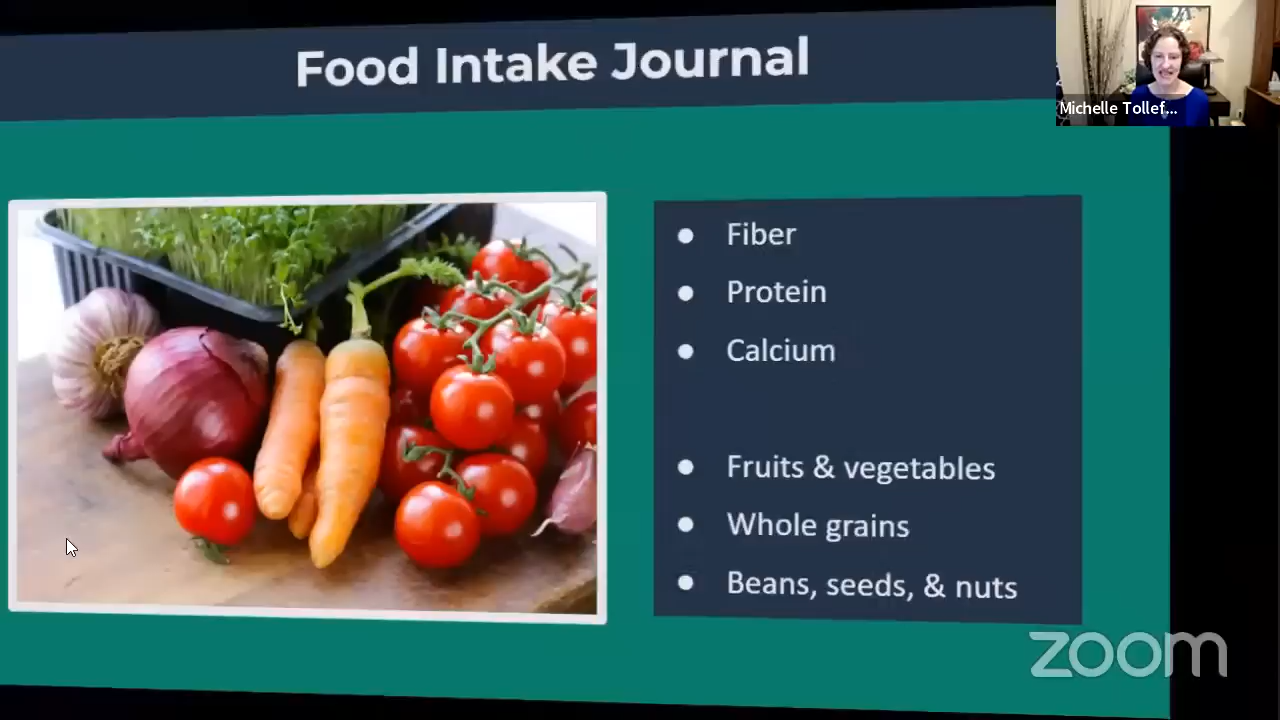 Food Intake Journal
Michelle Tollef...
• Fiber
• Protein
• Calcium
• Fruits & vegetables
• Whole grains
• Beans, seeds, & nuts
zoom